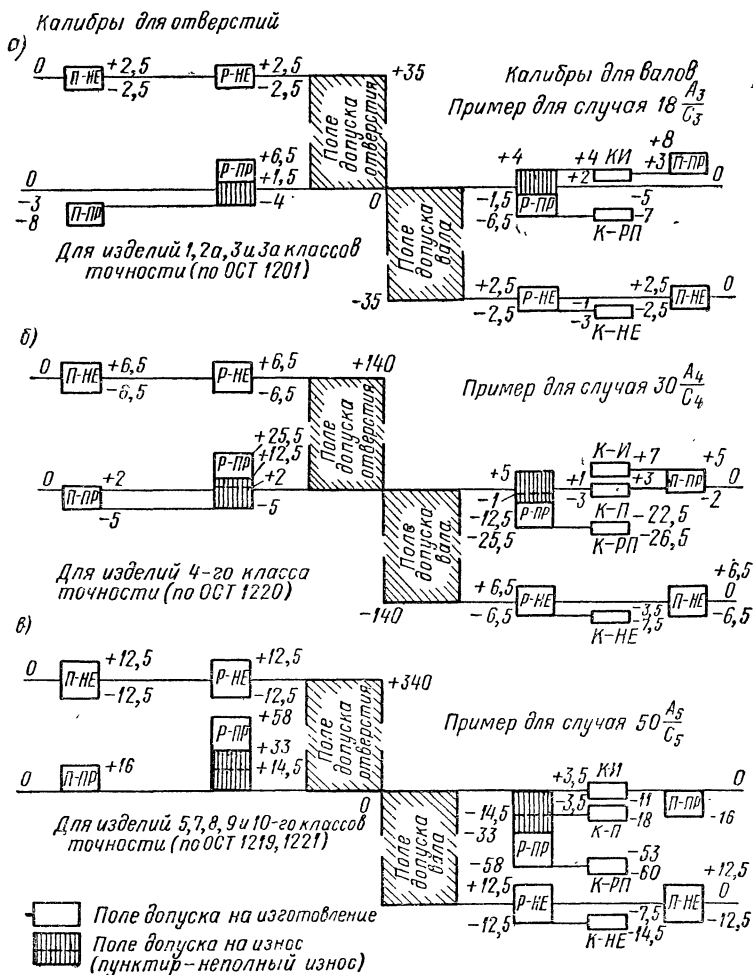 Калибры для отверстий
а)
0
П-НЕ
+2,5
-2,5
Р-НЕ
+2,5
-2,5
+35
Поле допуска отверстия
Калибры для валов
Пример для случая 18 А3/С3
0
-3
-8
П-ПР
Р-ПР
+6,5
+1,5
-4
0
+4
-1,5
-6,5
Р-ПР
+4
+2
КИ
+8
+3
П-ПР
0
-5
-7
К-РП
Поле допуска вала
Для изделий 1,2а,3 и 3а классов
точности (по ОСТ 1201)
-35
+2,5
-2,5
Р-НЕ
-1
-3
К-НЕ
+2,5
-2,5
П-НЕ
0
б)
0
П-НЕ
+6,5
-6,5
Р-НЕ
+6,5
-6,5
+140
Поле допуска отверстия
Пример для случая 30 А4/С4
0
П-ПР
+2
-5
Р-ПР
+25,5
+12,5
+2
-5
+5
-1
-12,5
-25,5
Р-ПР
+1
-3
К-И
+7
+3
К-П
К-РП
-22,5
-26,5
П-ПР
+5
0
-2
Поле допуска вала
Для изделий 4-го класса
точности (по ОСТ 1220)
-140
+6,5
-6,5
Р-НЕ
К-НЕ
-3,5
-7,5
П-НЕ
+6,5
0
-6,5
в)
0
П-НЕ
+12,5
-12,5
Р-НЕ
+12,5
-12,5
+340
Поле допуска отверстия
Пример для случая 50 А5/С5
0
П-ПР
+16
Р-ПР
+58
+33
+14,5
0
-14,5
-33
-58
Р-ПР
+3,5
-3,5
КИ
-11
-18
К-П
-53
-60
К-РП
П-ПР
0
-16
Поле допуска вала
Для изделий 5,7,8,9 и 10-го классов
точности (по ОСТ 1219, 1221)
+12,5
-12,5
Р-НЕ
К-НЕ
-7,5
-14,5
П-НЕ
+12,5
0
-12,5
Поле допуска на изготовление
Поле допуска на износ
(пунктир-неполный износ)